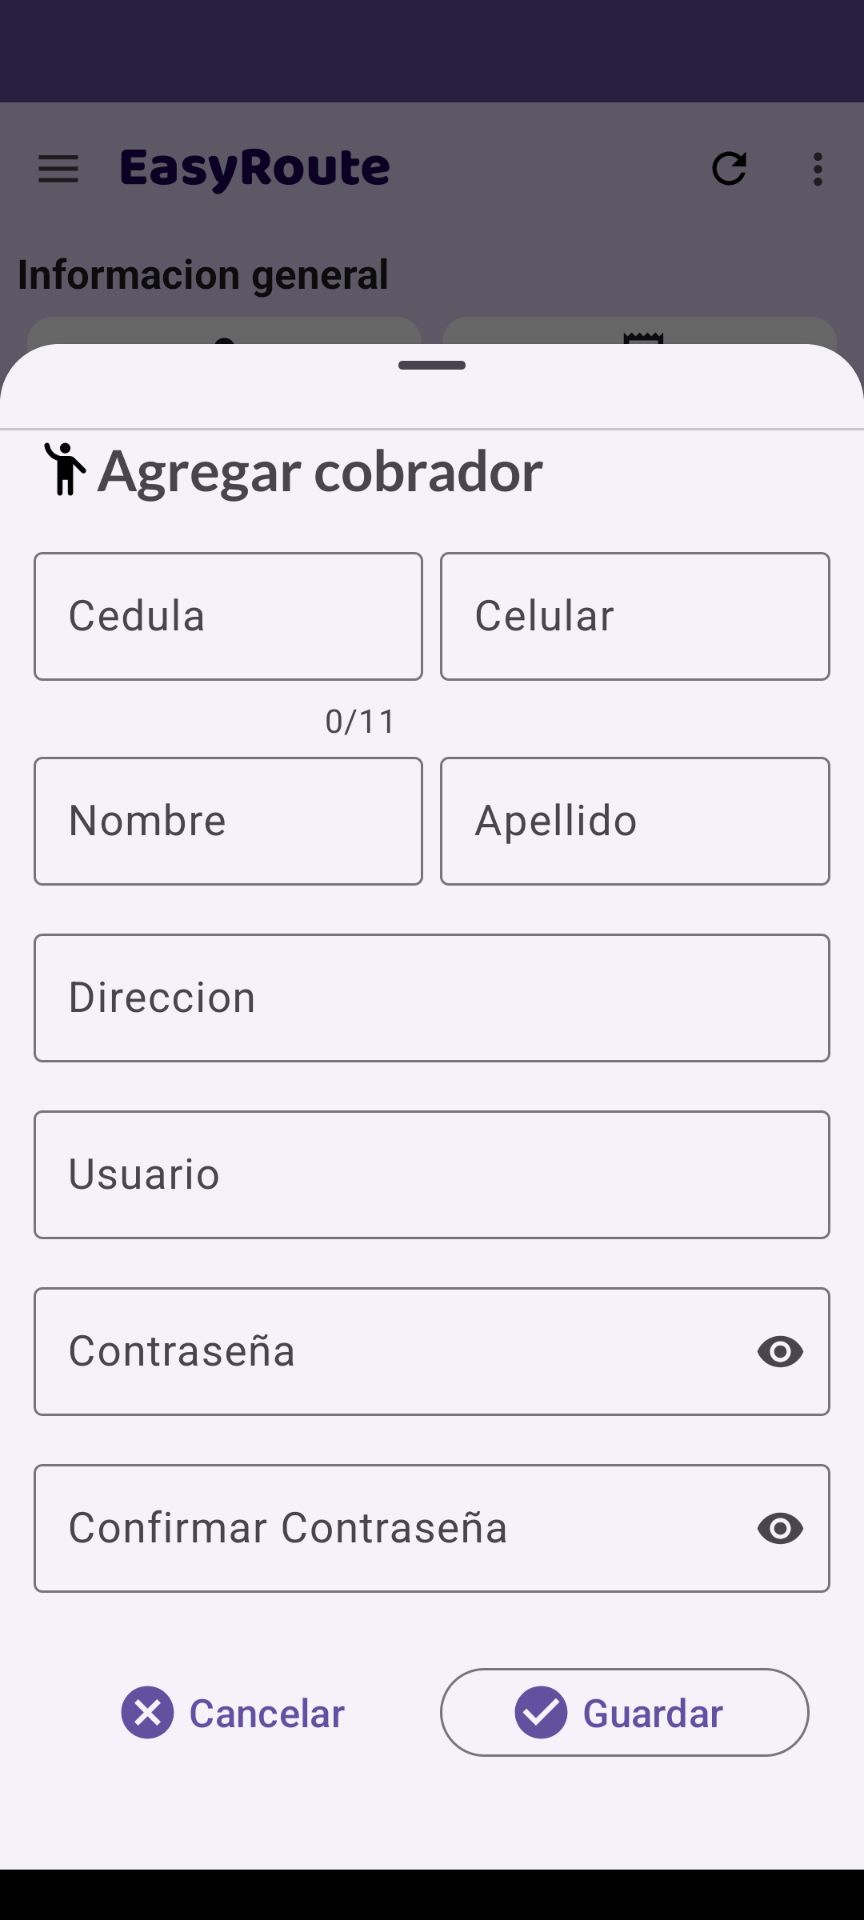 EasyRoute
Informacion general
Agregar cobrador
Cedula
Celular
0/11
Nombre
Apellido
Direccion
Usuario
Contraseña
Confirmar Contraseña
Cancelar
Guardar